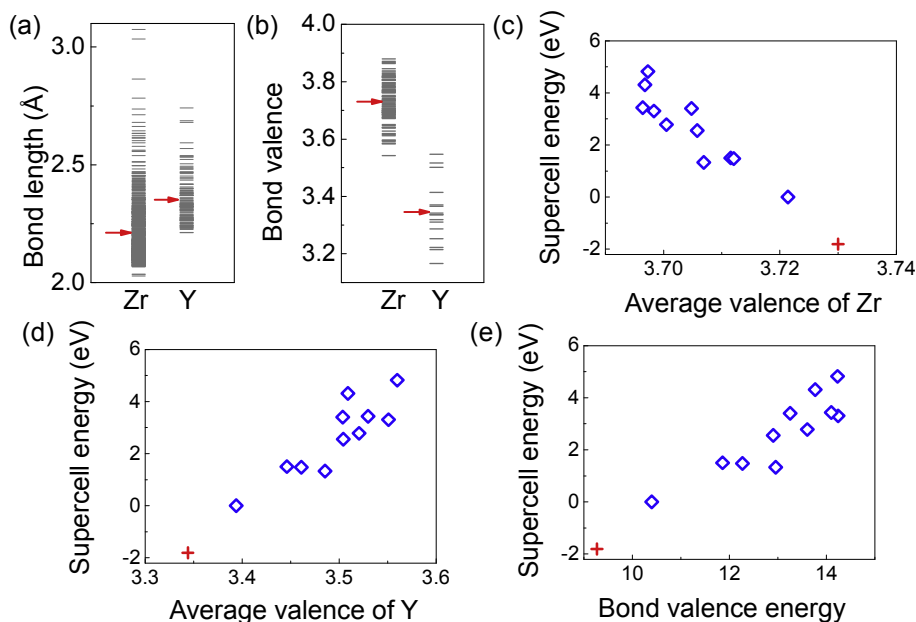 (a)
Bond length (Å)
3.0
2.5
2.0
Zr Y
(b)
Bond valence
4.0
3.8
3.6
3.4
3.2
Zr Y
(c)
Supercell energy (eV)
6
4
2
0
-2
3.70 3.72 3.74
Average valence of Zr
(d)
Supercell energy (eV)
6
4
2
0
-2
3.3 3.4 3.5 3.6
Average valence of Y
(e)
Supercell energy (eV)
6
4
2
0
-2
10 12 14
Bond valence energy